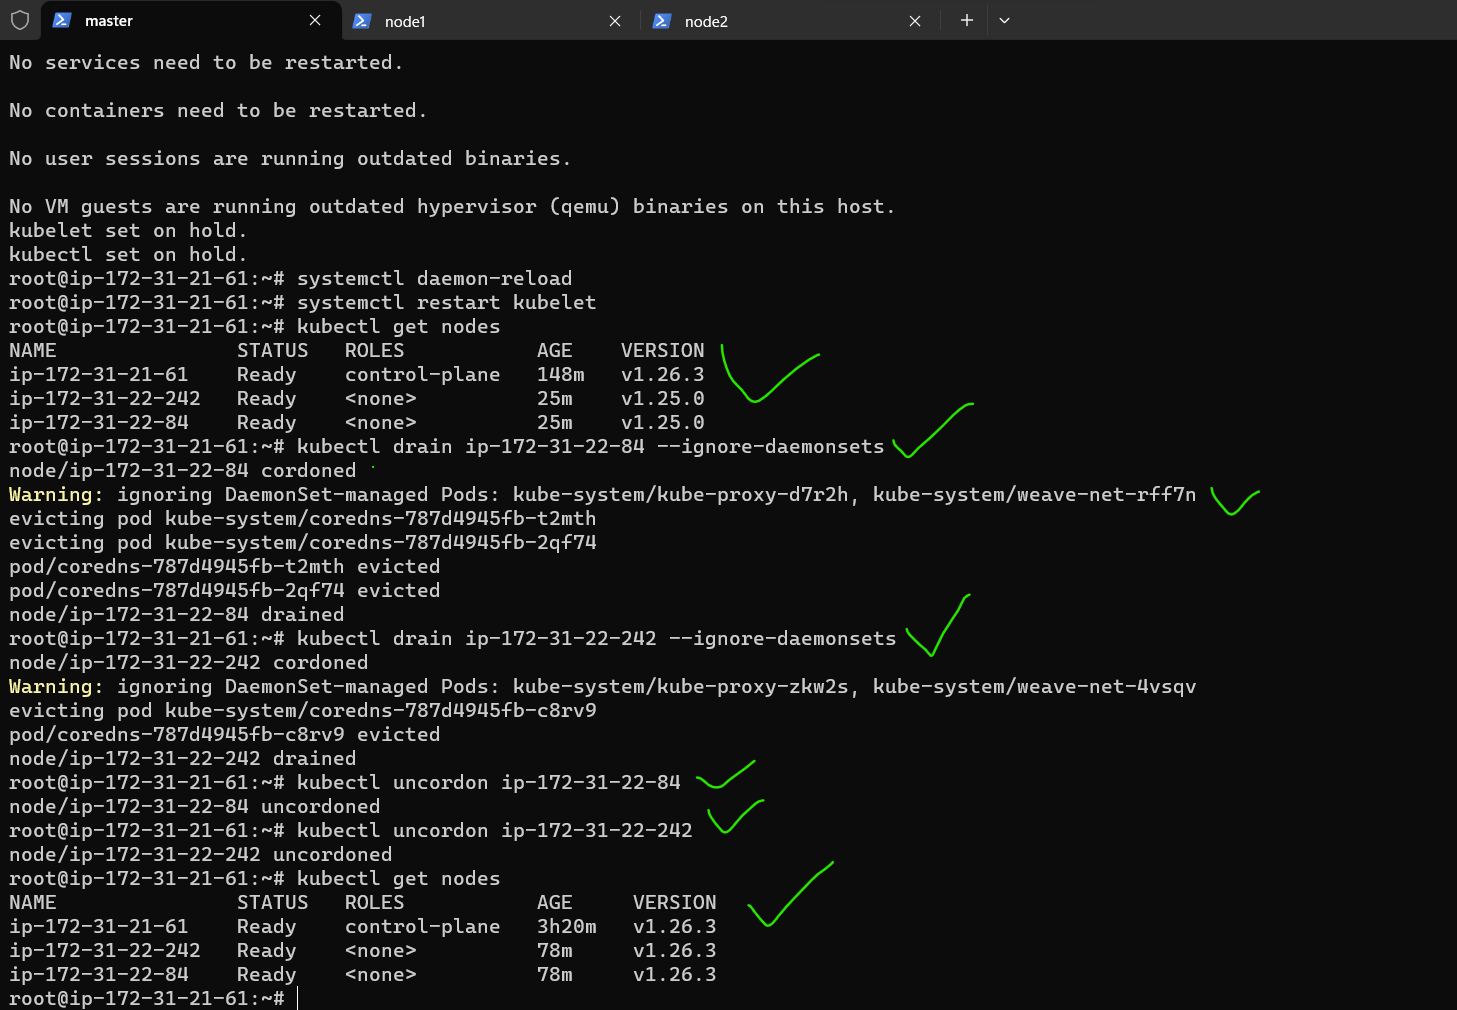 master
node1
node2
No services need to be restarted.
No containers need to be restarted.
No user sessions are running outdated binaries.
No VM guests are running outdated hypervisor (qemu) binaries on this host.
kubelet set on hold.
kubectl set on hold.
root@ip-172-31-21-61:~# systemctl daemon-reload
root@ip-172-31-21-61:~# systemctl restart kubelet
root@ip-172-31-21-61:~# kubectl get nodes
NAME STATUS ROLES AGE VERSION
ip-172-31-21-61 Ready control-plane 148m v1.26.3
ip-172-31-22-242 Ready <none> 25m v1.25.0
ip-172-31-22-84 Ready <none> 25m v1.25.0
root@ip-172-31-21-61:~# kubectl drain ip-172-31-22-84 --ignore-daemonsets
node/ip-172-31-22-84 cordoned
Warning: ignoring DaemonSet-managed Pods: kube-system/kube-proxy-d7r2h, kube-system/weave-net-rff7n
evicting pod kube-system/coredns-787d4945fb-t2mth
evicting pod kube-system/coredns-787d4945fb-2qf74
pod/coredns-787d4945fb-t2mth evicted
pod/coredns-787d4945fb-2qf74 evicted
node/ip-172-31-22-84 drained
root@ip-172-31-21-61:~# kubectl drain ip-172-31-22-242 --ignore-daemonsets
node/ip-172-31-22-242 cordoned
Warning: ignoring DaemonSet-managed Pods: kube-system/kube-proxy-zkw2s, kube-system/weave-net-4vsqv
evicting pod kube-system/coredns-787d4945fb-c8rv9
pod/coredns-787d4945fb-c8rv9 evicted
node/ip-172-31-22-242 drained
root@ip-172-31-21-61:~# kubectl uncordon ip-172-31-22-84
node/ip-172-31-22-84 uncordoned
root@ip-172-31-21-61:~# kubectl uncordon ip-172-31-22-242
node/ip-172-31-22-242 uncordoned
root@ip-172-31-21-61:~# kubectl get nodes
NAME STATUS ROLES AGE VERSION
ip-172-31-21-61 Ready control-plane 3h20m v1.26.3
ip-172-31-22-242 Ready <none> 78m v1.26.3
ip-172-31-22-84 Ready <none> 78m v1.26.3
root@ip-172-31-21-61:~#